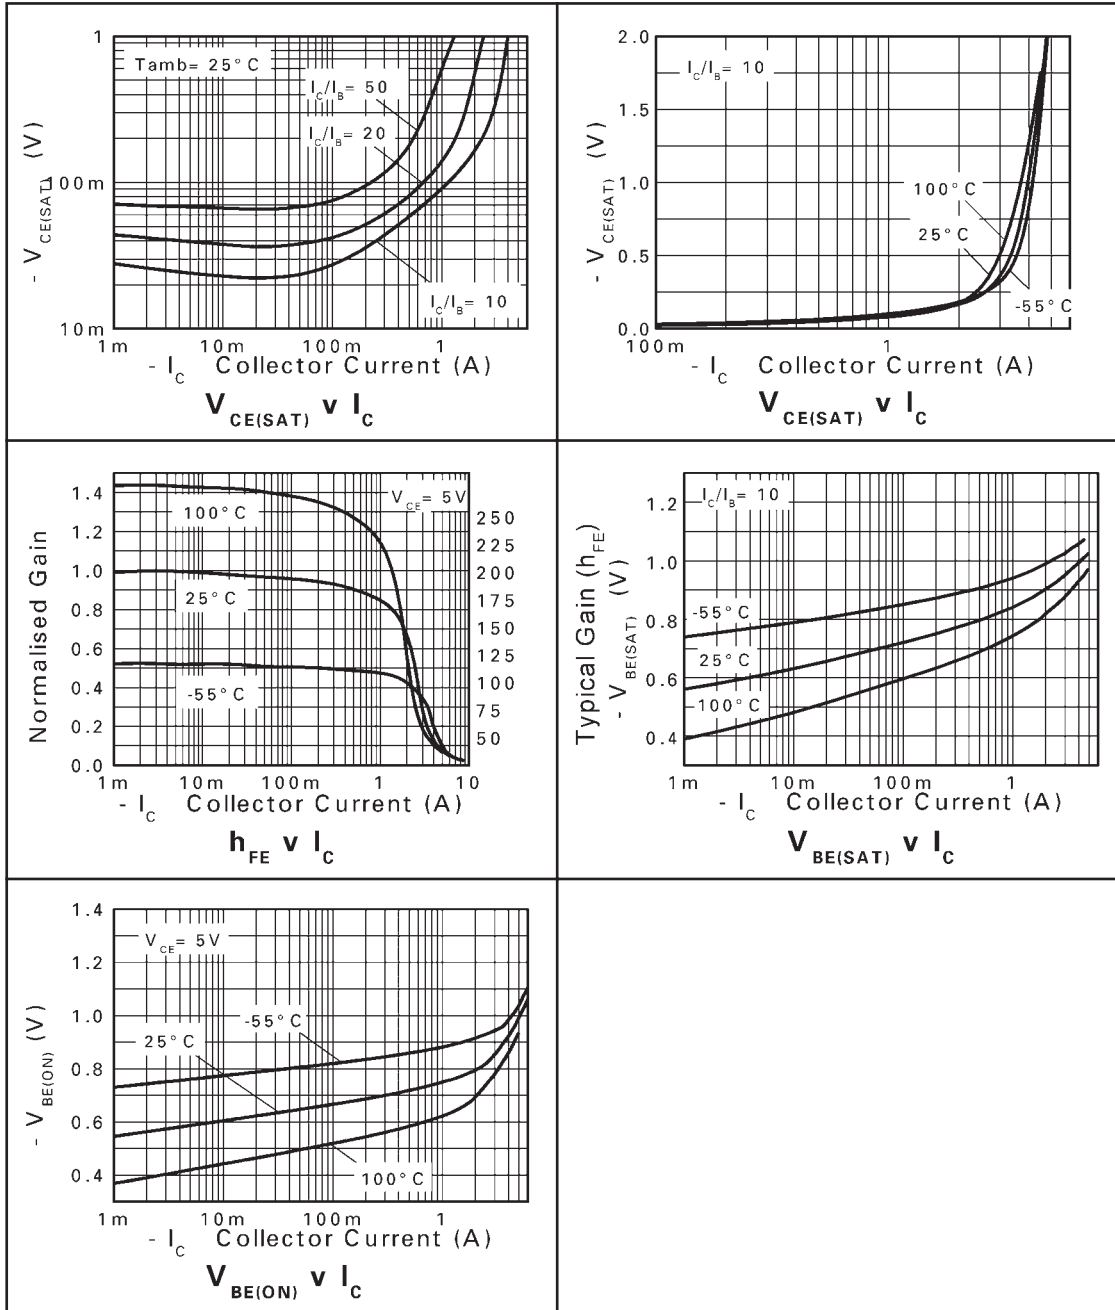 1
Tamb= 25°C
I_C/I_B= 50
I_C/I_B= 20
100m
I_C/I_B= 10
10m
- V_CE(SAT) (V)
1m 10m 100m 1
- I_C Collector Current (A)
V_CE(SAT) v I_C
2.0
I_C/I_B= 10
1.5
1.0
100°C
25°C
0.5
-55°C
0.0
- V_CE(SAT) (V)
100m 1
- I_C Collector Current (A)
V_CE(SAT) v I_C
1.4
1.2
1.0
0.8
0.6
0.4
0.2
0.0
Normalised Gain
V_CE= 5V
100°C
25°C
-55°C
250
225
200
175
150
125
100
75
50
Typical Gain (h_FE)
1m 10m 100m 1 10
- I_C Collector Current (A)
h_FE v I_C
1.2
1.0
0.8
0.6
0.4
- V_BE(SAT) (V)
I_C/I_B= 10
-55°C
25°C
100°C
1m 10m 100m 1
- I_C Collector Current (A)
V_BE(SAT) v I_C
1.4
1.2
1.0
0.8
0.6
0.4
- V_BE(ON) (V)
V_CE= 5V
-55°C
25°C
100°C
1m 10m 100m 1
- I_C Collector Current (A)
V_BE(ON) v I_C